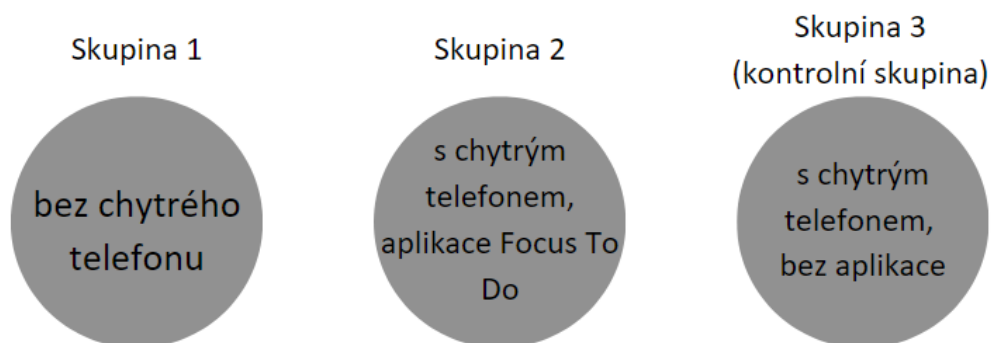 Skupina 1
bez chytrého
telefonu
Skupina 2
s chytrým
telefonem,
aplikace Focus To
Do
Skupina 3
(kontrolní skupina)
s chytrým
telefonem,
bez aplikace